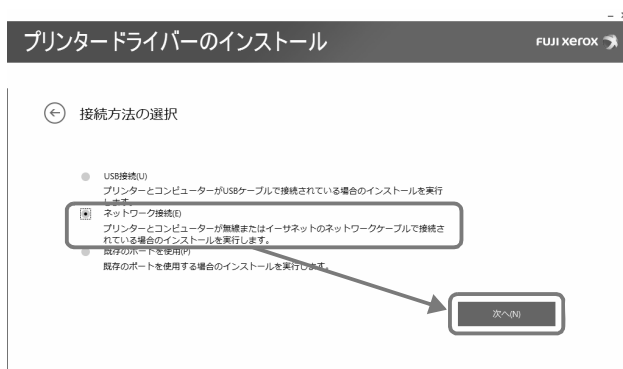 プリンタードライバーのインストール
FUJI xerox
接続方法の選択
USB接続(U)
プリンターとコンピューターがUSBケーブルで接続されている場合のインストールを実行
します。
ネットワーク接続(E)
プリンターとコンピューターが無線またはイーサネットのネットワークケーブルで接続さ
れている場合のインストールを実行します。
既存のポートを使用(P)
既存のポートを使用する場合のインストールを実行します。
次へ(N)